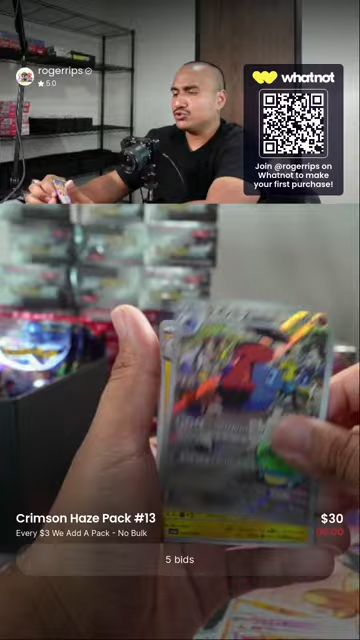 rogerrips
5.0
whatnot
Join @rogerrips on
Whatnot to make
your first purchase!
Crimson Haze Pack #13
$30
Every $3 We Add A Pack - No Bulk
5 bids